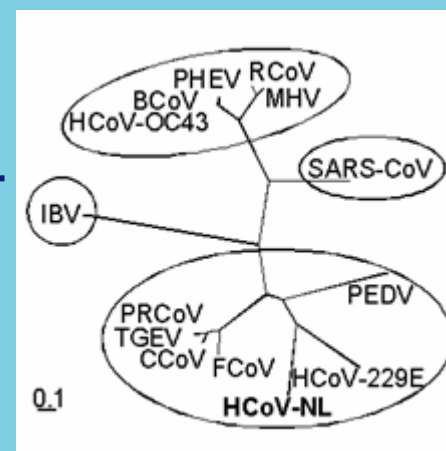 PHEV RCoV
BCoV MHV
HCoV-OC43
SARS-CoV
IBV
PEDV
PRCoV
TGEV
CCoV FCoV
HCoV-229E
HCoV-NL
0.1